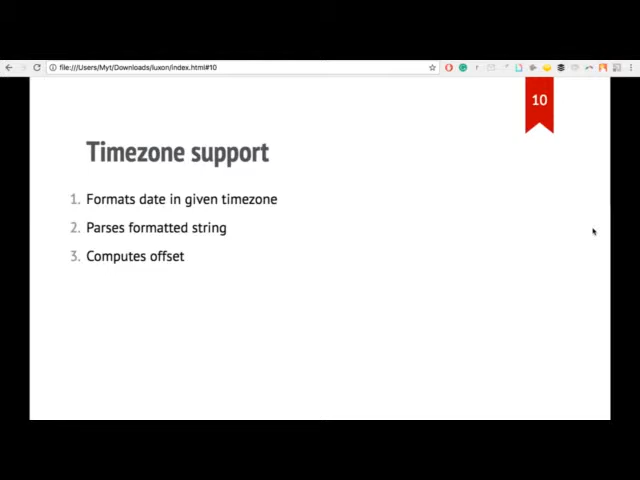 file:///Users/Myt/Downloads/luxon/index.html#10
10
Timezone support
1. Formats date in given timezone
2. Parses formatted string
3. Computes offset